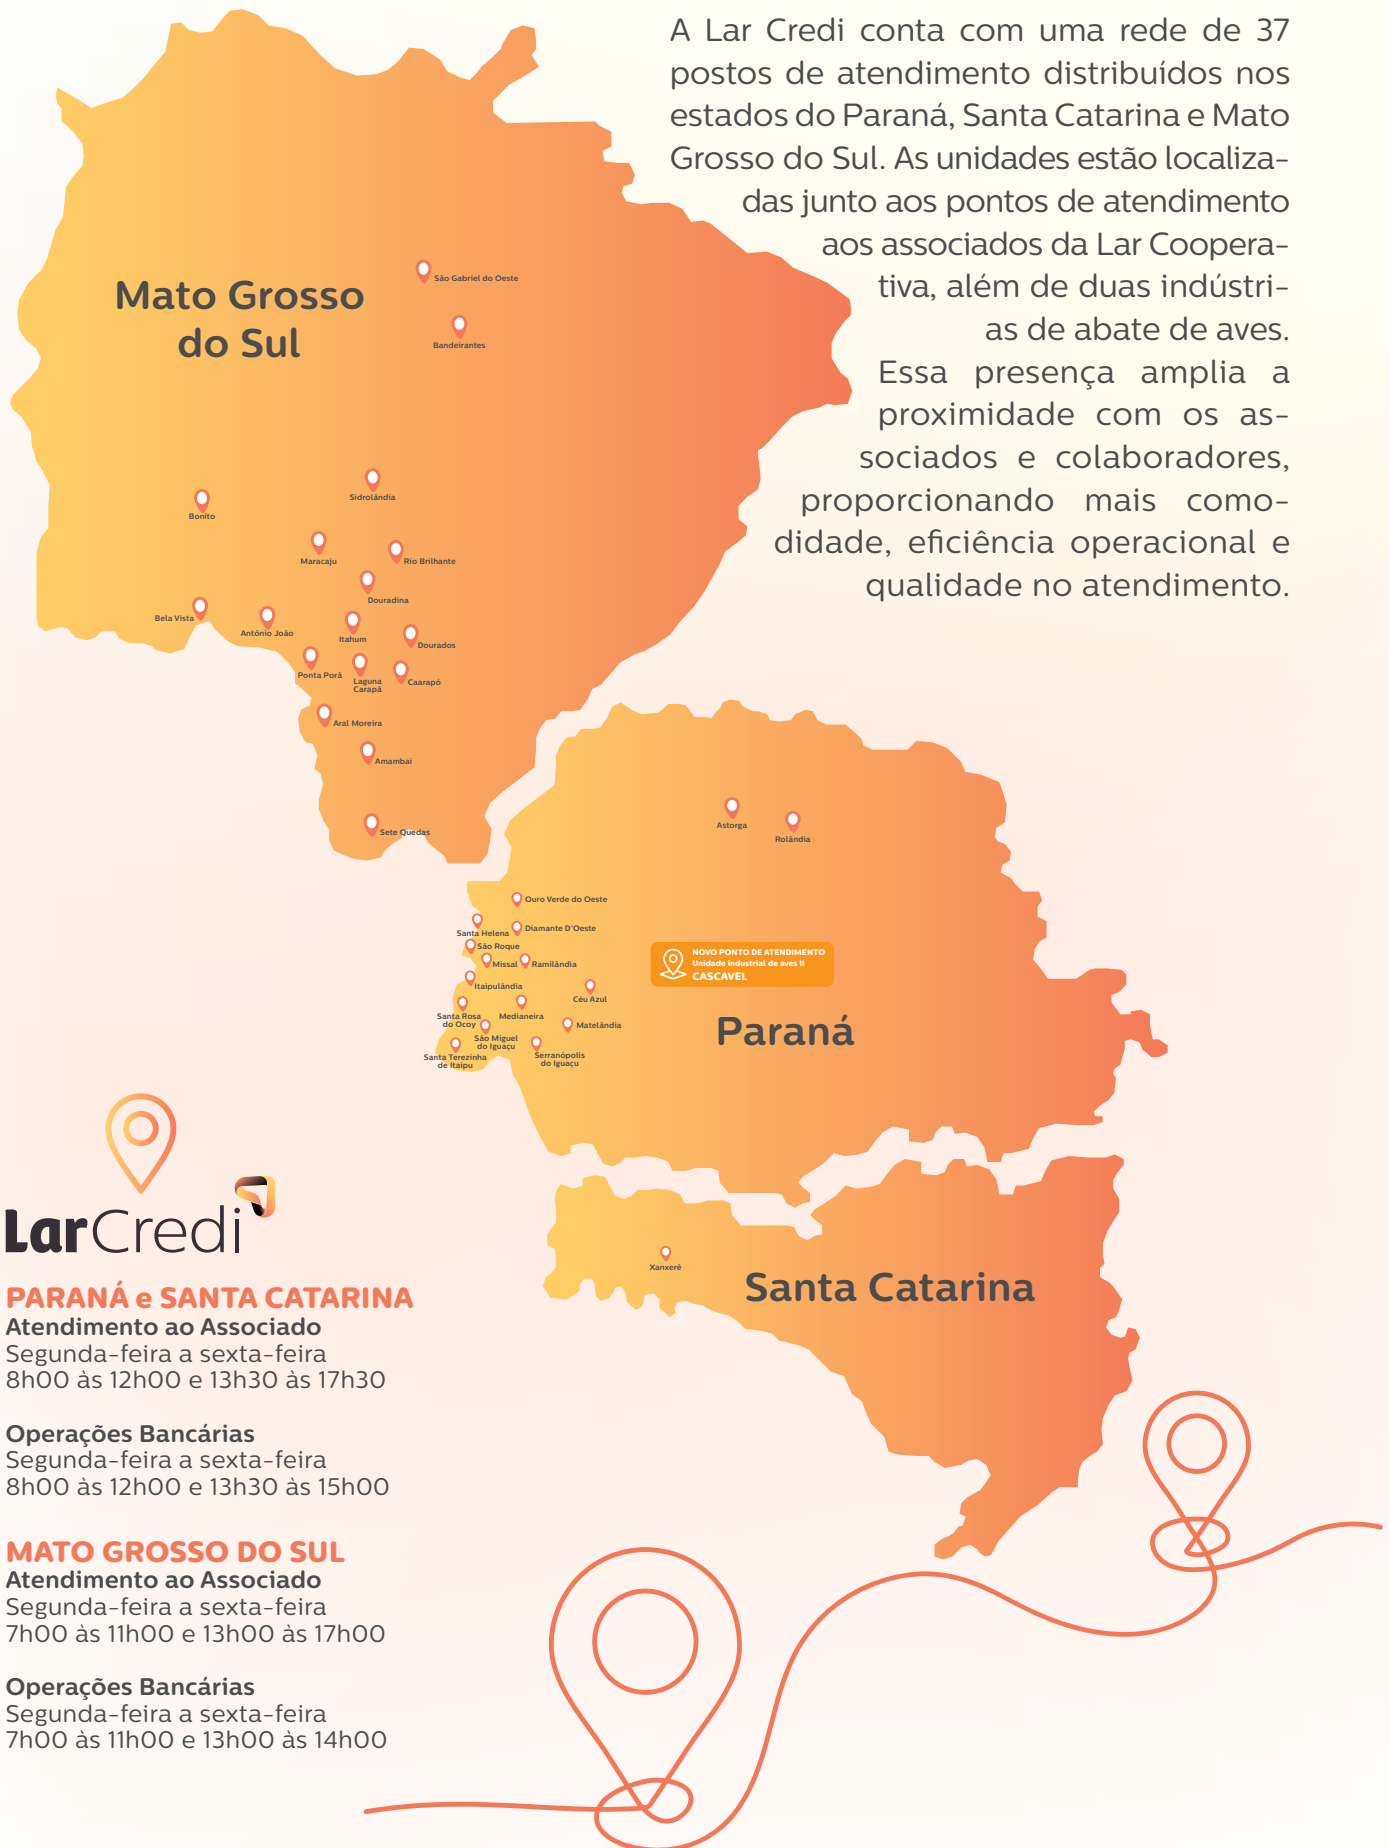 A Lar Credi conta com uma rede de 37
postos de atendimento distribuídos nos
estados do Paraná, Santa Catarina e Mato
Grosso do Sul. As unidades estão localiza-
das junto aos pontos de atendimento
aos associados da Lar Coopera-
tiva, além de duas indústri-
as de abate de aves.
Essa presença amplia a
proximidade com os as-
sociados e colaboradores,
proporcionando mais como-
didade, eficiência operacional e
qualidade no atendimento.
Mato Grosso
do Sul
São Gabriel do Oeste
Bandeirantes
Sidrolândia
Bonito
Maracaju
Rio Brilhante
Douradina
Bela Vista
Antônio João
Itahum
Dourados
Ponta Porã
Laguna
Carapã
Caarapó
Aral Moreira
Amambai
Sete Quedas
Astorga
Rolândia
Ouro Verde do Oeste
Santa Helena
Diamante D'Oeste
São Roque
Missal
Ramilândia
Itaipulândia
Céu Azul
Santa Rosa
do Ocoy
Medianeira
Matelândia
São Miguel
do Iguaçu
Santa Terezinha
de Itaipu
Serranópolis
do Iguaçu
NOVO PONTO DE ATENDIMENTO
Unidade industrial de aves II
CASCAVEL
Paraná
Xanxerê
Santa Catarina
LarCredi
PARANÁ e SANTA CATARINA
Atendimento ao Associado
Segunda-feira a sexta-feira
8h00 às 12h00 e 13h30 às 17h30
Operações Bancárias
Segunda-feira a sexta-feira
8h00 às 12h00 e 13h30 às 15h00
MATO GROSSO DO SUL
Atendimento ao Associado
Segunda-feira a sexta-feira
7h00 às 11h00 e 13h00 às 17h00
Operações Bancárias
Segunda-feira a sexta-feira
7h00 às 11h00 e 13h00 às 14h00